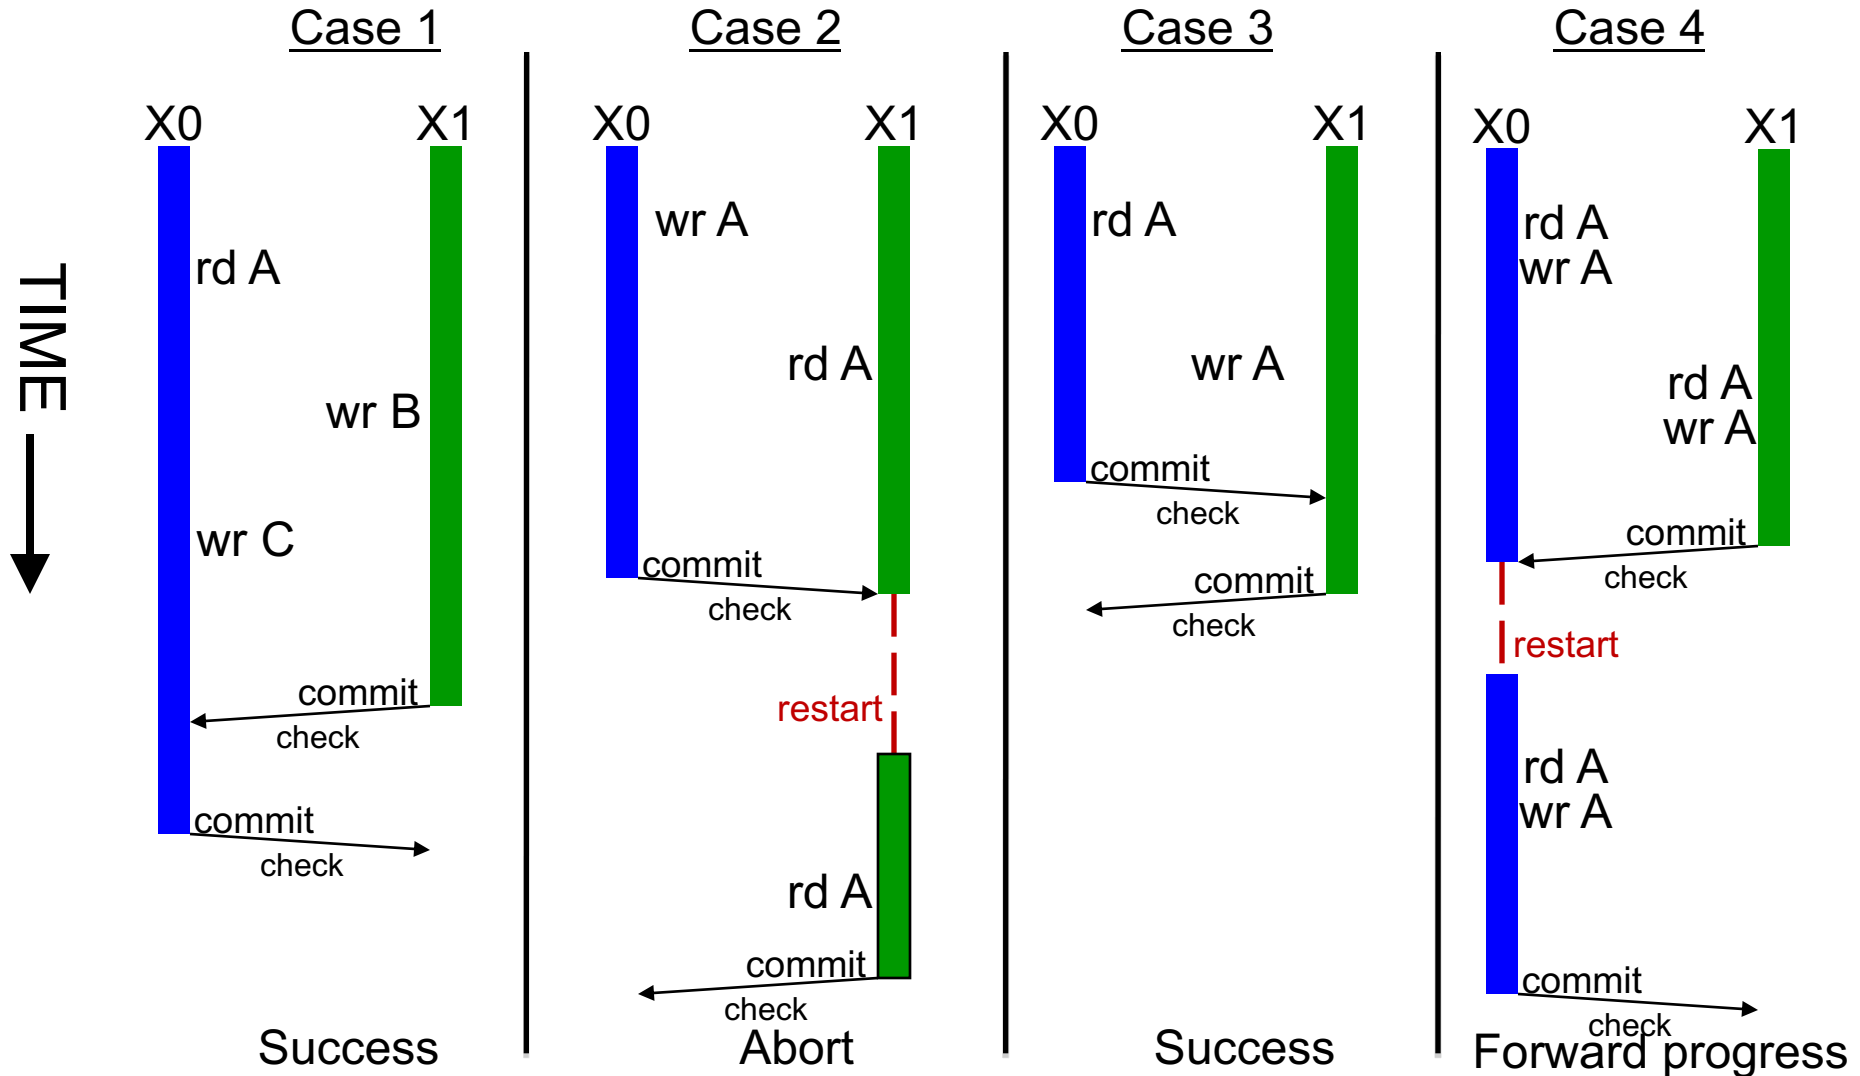 Case 1
X0
X1
TIME
rd A
wr B
wr C
commit
check
commit
check
Success
Case 2
X0
X1
wr A
rd A
commit
check
restart
rd A
commit
check
Abort
Case 3
X0
X1
rd A
wr A
commit
check
commit
check
Success
Case 4
X0
X1
rd A
wr A
rd A
wr A
commit
check
restart
rd A
wr A
commit
check
Forward progress